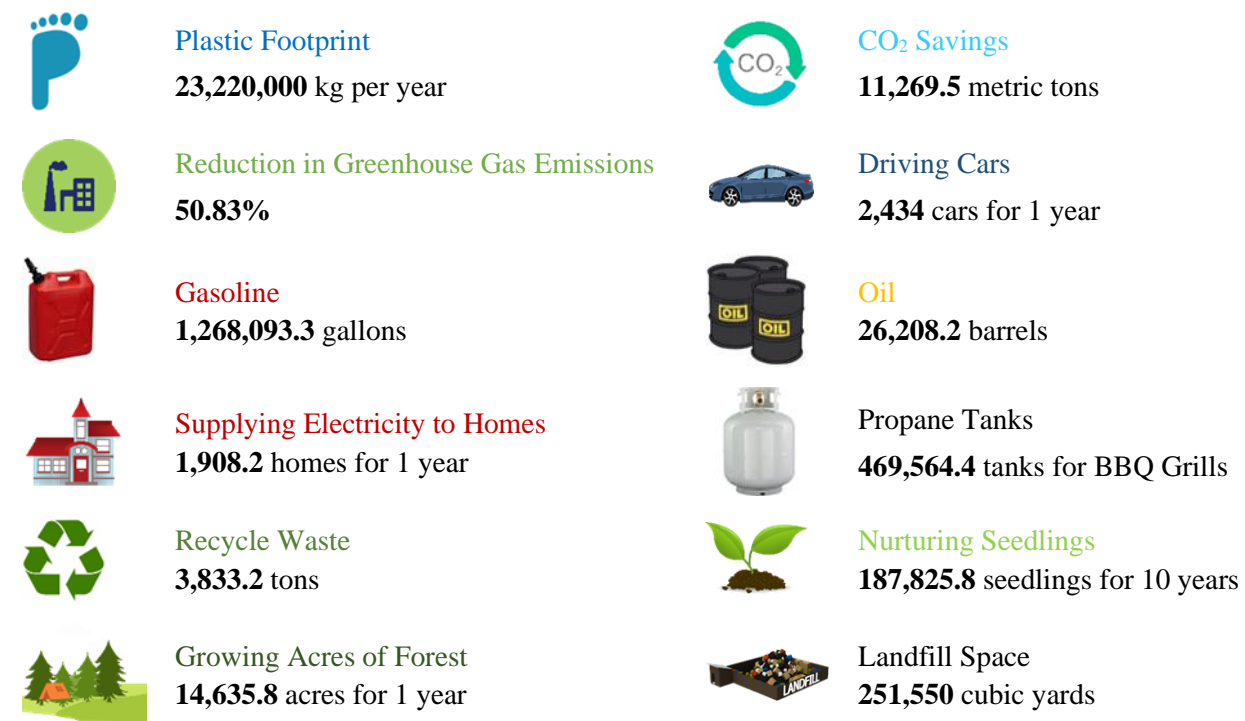 Plastic Footprint
23,220,000 kg per year
CO₂
CO₂ Savings
11,269.5 metric tons
Reduction in Greenhouse Gas Emissions
50.83%
Driving Cars
2,434 cars for 1 year
Gasoline
1,268,093.3 gallons
OIL
OIL
Oil
26,208.2 barrels
Supplying Electricity to Homes
1,908.2 homes for 1 year
Propane Tanks
469,564.4 tanks for BBQ Grills
Recycle Waste
3,833.2 tons
Nurturing Seedlings
187,825.8 seedlings for 10 years
Growing Acres of Forest
14,635.8 acres for 1 year
LANDFILL
Landfill Space
251,550 cubic yards